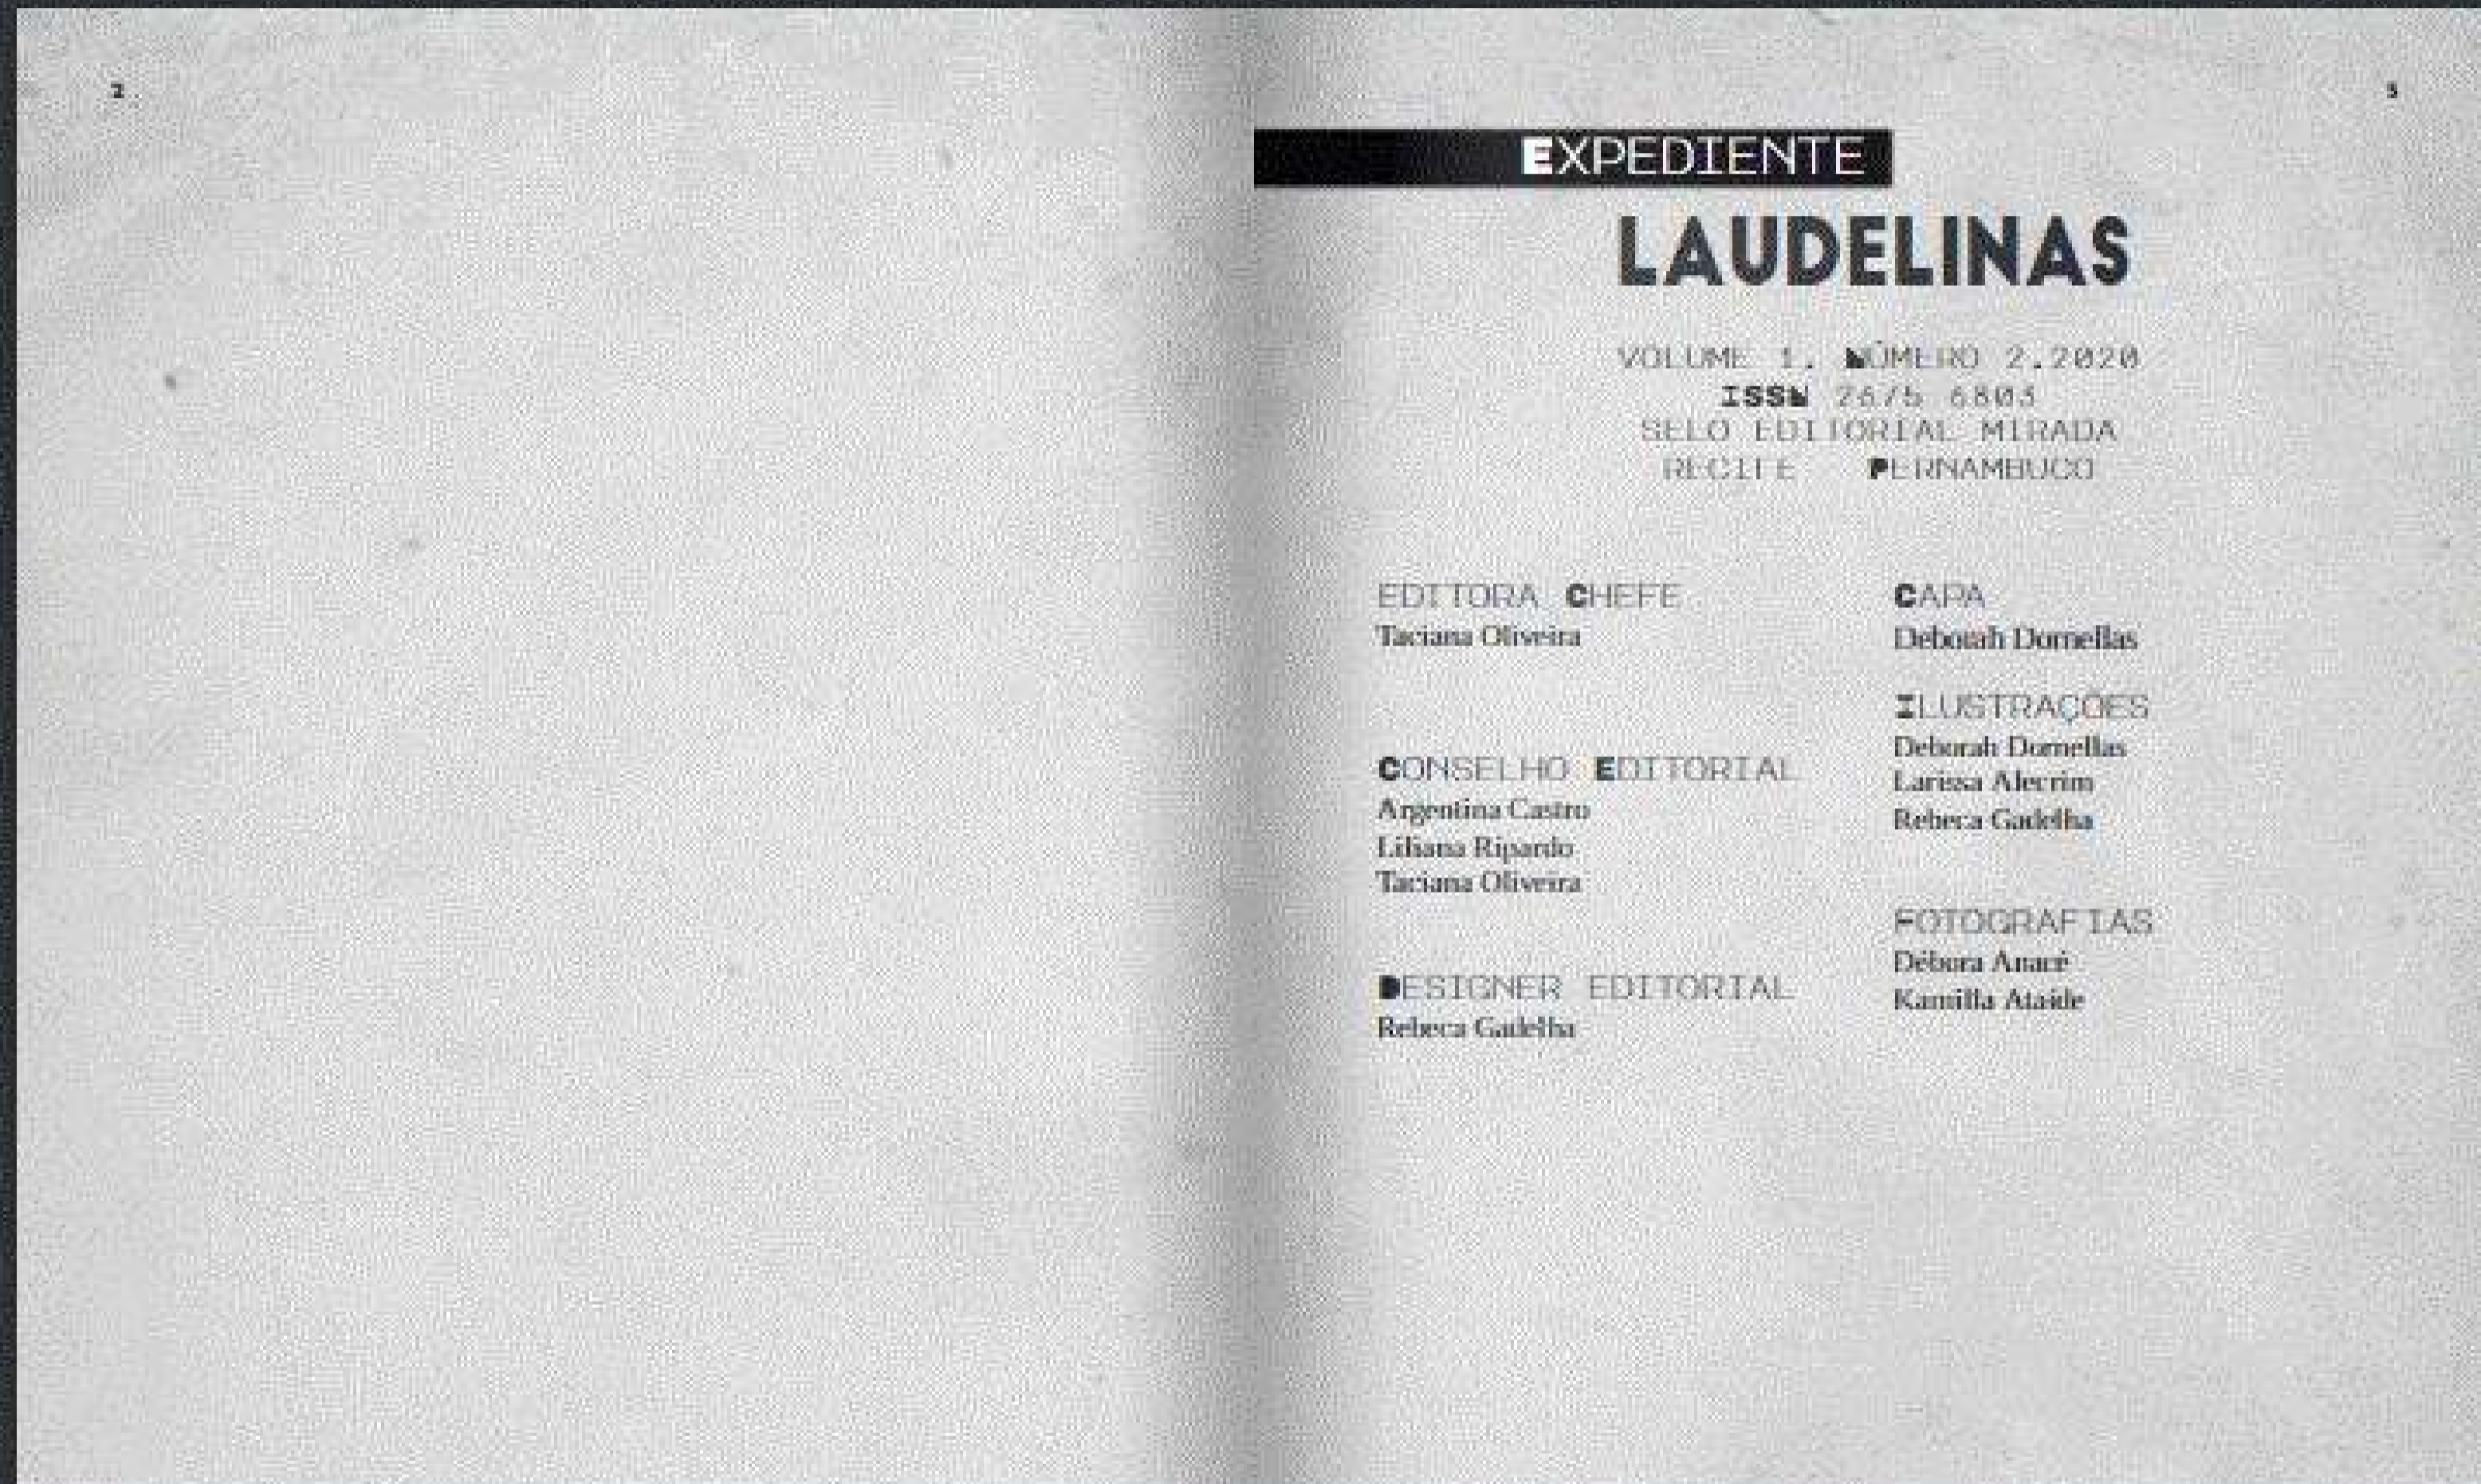 2
3
EXPEDIENTE
LAUDELINAS
VOLUME 1. NÚMERO 2.2020
ISSN 2675 6803
SELO EDITORIAL MIRADA
RECIFE PERNAMBUCO
EDITORA CHEFE
Taciana Oliveira
CONSELHO EDITORIAL
Argentina Castro
Liliana Ripardo
Taciana Oliveira
DESIGNER EDITORIAL
Rebeca Gadelha
CAPA
Deborah Dornellas
ILUSTRAÇÕES
Deborah Dornellas
Larissa Alecrim
Rebeca Gadelha
FOTOGRAFIAS
Débora Anacé
Kamilla Ataíde